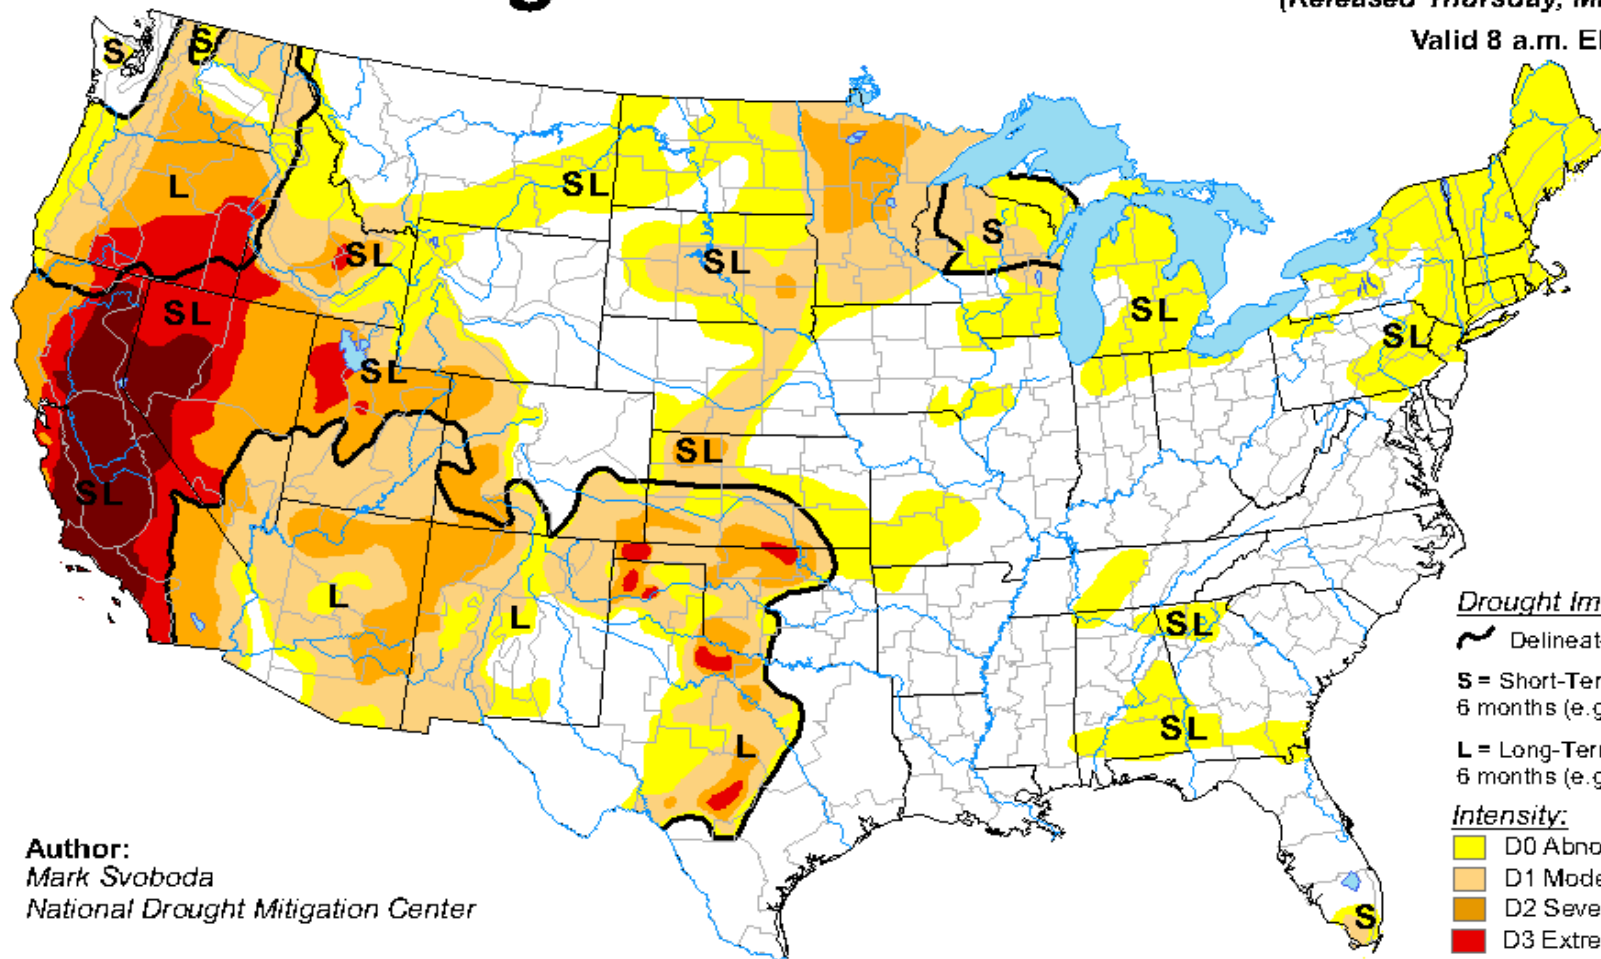 (Released Thursday,
Valid 8 a.m.
S
S
L
SL
SL
SL
S
SL
SL
SL
SL
SL
SL
L
L
L
SL
SL
S
Drought
Delineat
S = Short-Ter
6 months (e.g
L = Long-Ter
6 months (e.g
Intensity:
D0 Abno
D1 Mode
D2 Seve
D3 Extre
Author:
Mark Svoboda
National Drought Mitigation Center